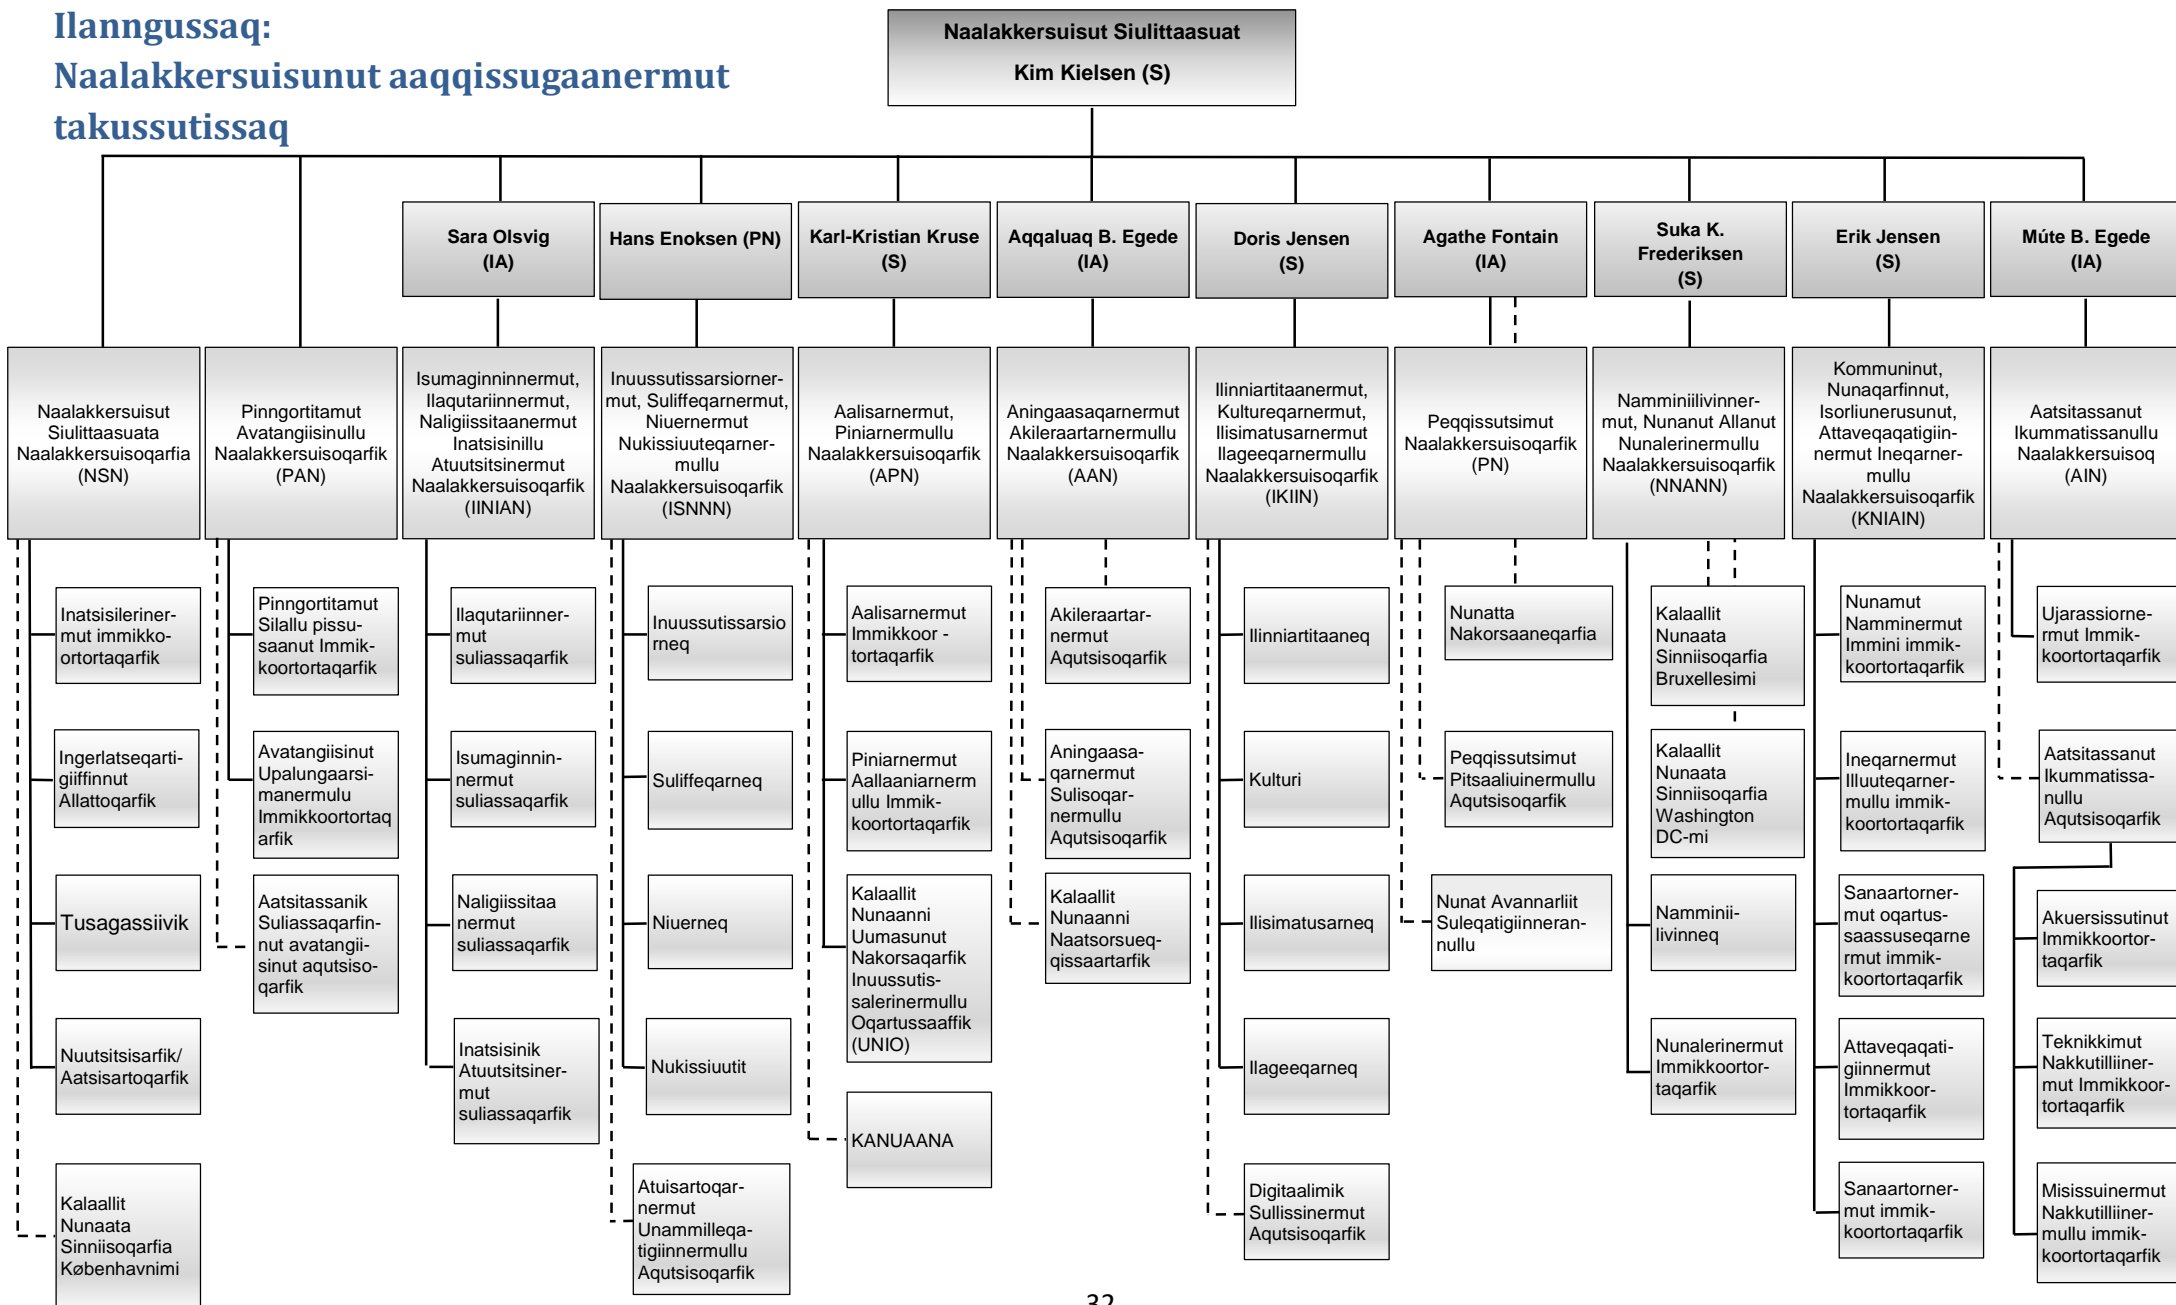 Ilanngussaq:
Naalakkersuisunut aaqqissugaanermut
takussutissaq
Naalakkersuisut Siulittaasuat
Kim Kielsen (S)
Sara Olsvig
(IA)
Hans Enoksen (PN)
Karl-Kristian Kruse
(S)
Aqqaluaq B. Egede
(IA)
Doris Jensen
(S)
Agathe Fontain
(IA)
Suka K.
Frederiksen
(S)
Erik Jensen
(S)
Múte B. Egede
(IA)
Naalakkersuisut
Siulittaasuata
Naalakkersuisoqarfia
(NSN)
Pinngortitamut
Avatangiisinullu
Naalakkersuisoqarfik
(PAN)
Isumaginninnermut,
Ilaqutariinnermut,
Naligiissitaanermut
Inatsisinillu
Atuutsitsinermut
Naalakkersuisoqarfik
(IINIAN)
Inuussutissarsiorner-
mut, Suliffeqarnermut,
Niuernermut
Nukissiuuteqarner-
mullu
Naalakkersuisoqarfik
(ISNNN)
Aalisarnermut,
Piniarnermullu
Naalakkersuisoqarfik
(APN)
Aningaasaqarnermut
Akileraartarnermullu
Naalakkersuisoqarfik
(AAN)
Ilinniartitaanermut,
Kultureqarnermut,
Ilisimatusarnermut
Ilageeqarnermullu
Naalakkersuisoqarfik
(IKIIN)
Peqqissutsimut
Naalakkersuisoqarfik
(PN)
Namminiilivinner-
mut, Nunanut Allanut
Nunalerinermullu
Naalakkersuisoqarfik
(NNANN)
Kommuninut,
Nunaqarfinnut,
Isorliunerusunut,
Attaveqaqatigiin-
nermut Ineqarner-
mullu
Naalakkersuisoqarfik
(KNIAIN)
Aatsitassanut
Ikummatissanullu
Naalakkersuisoq
(AIN)
Inatsisileriner-
mut immikko-
ortortaqarfik
Ingerlatseqarti-
giiffinnut
Allattoqarfik
Tusagassiivik
Nuutsitsisarfik/
Aatsisartoqarfik
Kalaallit
Nunaata
Sinniisoqarfia
Københavnimi
Pinngortitamut
Silallu pissu-
saanut Immik-
koortortaqarfik
Avatangiisinut
Upalungaarsi-
manermulu
Immikkoortortaq
arfik
Aatsitassanik
Suliassaqarfin-
nut avatangii-
sinut aqutsiso-
qarfik
Ilaqutariinner-
mut
suliassaqarfik
Isumaginnin-
nermut
suliassaqarfik
Naligiissitaa
nermut
suliassaqarfik
Inatsisinik
Atuutsitsiner-
mut
suliassaqarfik
Inuussutissarsio
rneq
Suliffeqarneq
Niuerneq
Nukissiuutit
Atuisartoqar-
nermut
Unammilleqa-
tigiinnermullu
Aqutsisoqarfik
Aalisarnermut
Immikkoor -
tortaqarfik
Piniarnermut
Aallaaniarnerm
ullu Immik-
koortortaqarfik
Kalaallit
Nunaanni
Uumasunut
Nakorsaqarfik
Inuussutis-
salerinermullu
Oqartussaaffik
(UNIO)
KANUAANA
Akileraartar-
nermut
Aqutsisoqarfik
Aningaasa-
qarnermut
Sulisoqar-
nermullu
Aqutsisoqarfik
Kalaallit
Nunaanni
Naatsorsueq-
qissaartarfik
Ilinniartitaaneq
Kulturi
Ilisimatusarneq
Ilageeqarneq
Digitaalimik
Sullissinermut
Aqutsisoqarfik
Nunatta
Nakorsaaneqarfia
Peqqissutsimut
Pitsaaliuinermullu
Aqutsisoqarfik
Nunat Avannarliit
Suleqatigiinneran-
nullu
Kalaallit
Nunaata
Sinniisoqarfia
Bruxellesimi
Kalaallit
Nunaata
Sinniisoqarfia
Washington
DC-mi
Namminii-
livinneq
Nunalerinermut
Immikkoortor-
taqarfik
Nunamut
Namminermut
Immini immik-
koortortaqarfik
Ineqarnermut
Illuuteqarner-
mullu immik-
koortortaqarfik
Sanaartorner-
mut oqartus-
saassuseqarne
rmut immik-
koortortaqarfik
Attaveqaqati-
giinnermut
Immikkoor-
tortaqarfik
Sanaartorner-
mut immik-
koortortaqarfik
Ujarassiorne-
rmut Immik-
koortortaqarfik
Aatsitassanut
Ikummatissa-
nullu
Aqutsisoqarfik
Akuersissutinut
Immikkoortor-
taqarfik
Teknikkimut
Nakkutilliiner-
mut Immikkoor-
tortaqarfik
Misissuinermut
Nakkutilliiner-
mullu immik-
koortortaqarfik
32